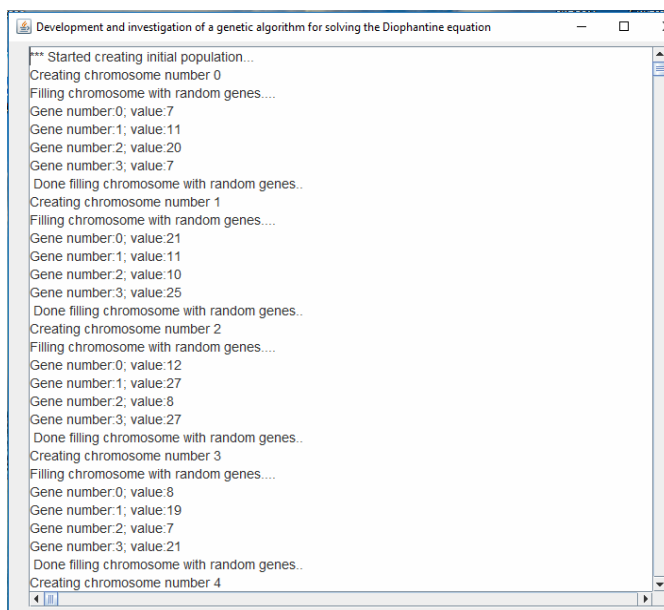 Development and investigation of a genetic algorithm for solving the Diophantine equation
*** Started creating initial population...
Creating chromosome number 0
Filling chromosome with random genes....
Gene number:0; value:7
Gene number:1; value:11
Gene number:2; value:20
Gene number:3; value:7
Done filling chromosome with random genes..
Creating chromosome number 1
Filling chromosome with random genes....
Gene number:0; value:21
Gene number:1; value:11
Gene number:2; value:10
Gene number:3; value:25
Done filling chromosome with random genes..
Creating chromosome number 2
Filling chromosome with random genes....
Gene number:0; value:12
Gene number:1; value:27
Gene number:2; value:8
Gene number:3; value:27
Done filling chromosome with random genes..
Creating chromosome number 3
Filling chromosome with random genes....
Gene number:0; value:8
Gene number:1; value:19
Gene number:2; value:7
Gene number:3; value:21
Done filling chromosome with random genes..
Creating chromosome number 4